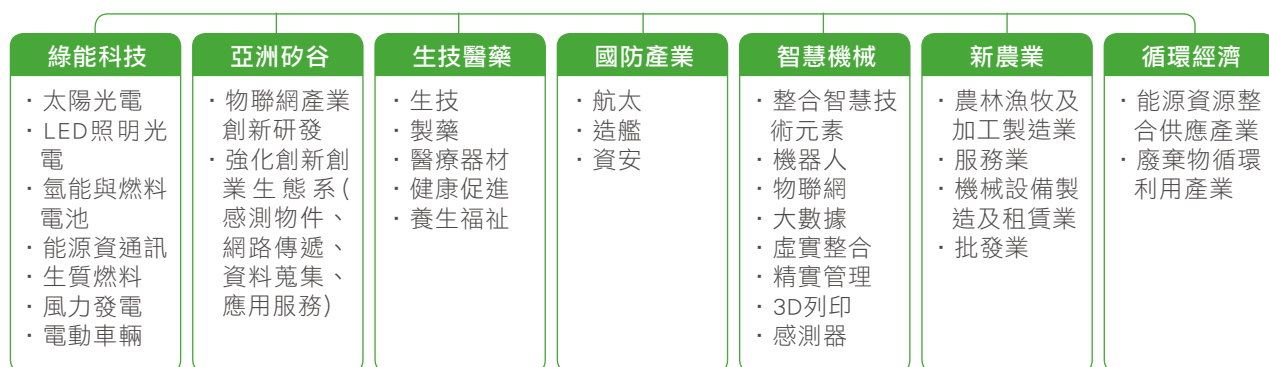 綠能科技
・太陽光電
・LED照明光
電
・氫能與燃料
電池
・能源資通訊
・生質燃料
・風力發電
・電動車輛
亞洲矽谷
・物聯網產業
創新研發
・強化創新創
業生態系(
感測物件、
網路傳遞、
資料蒐集、
應用服務)
生技醫藥
・生技
・製藥
・醫療器材
・健康促進
・養生福祉
國防產業
・航太
・造艦
・資安
智慧機械
・整合智慧技
術元素
・機器人
・物聯網
・大數據
・虛實整合
・精實管理
・3D列印
・感測器
新農業
・農林漁牧及
加工製造業
・服務業
・機械設備製
造及租賃業
・批發業
循環經濟
・能源資源整
合供應產業
・廢棄物循環
利用產業